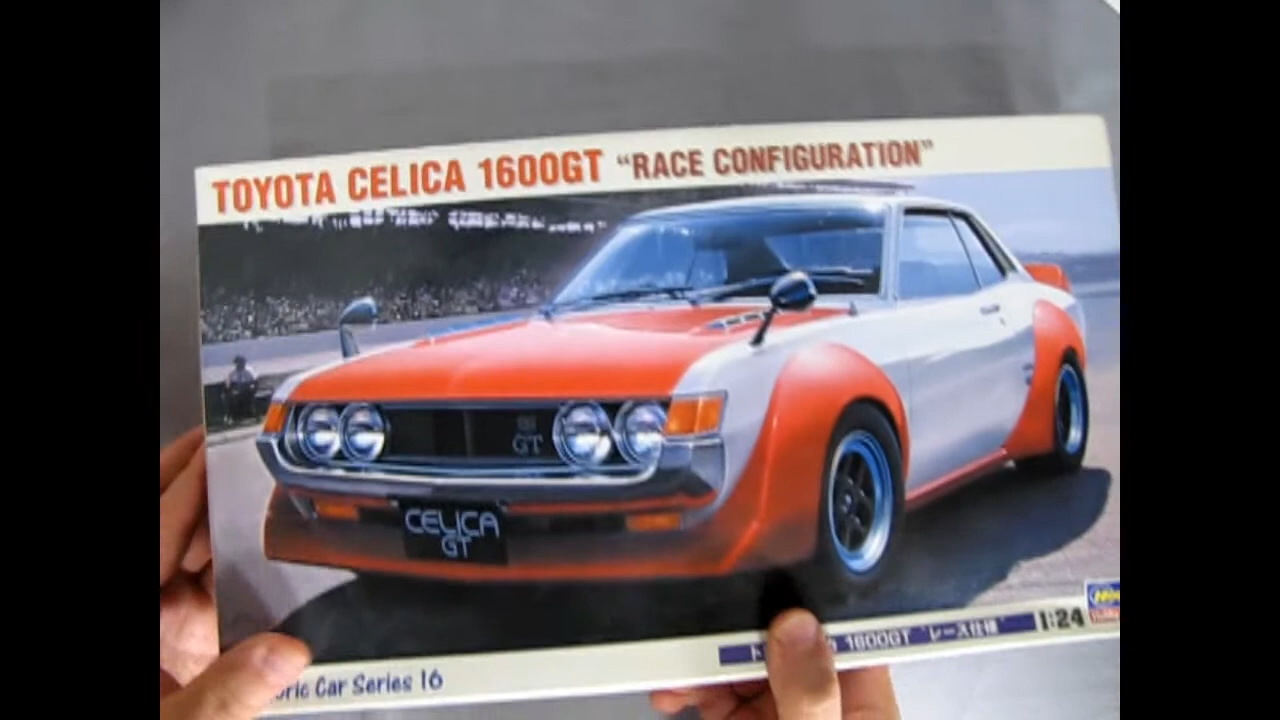 TOYOTA CELICA 1600GT "RACE CONFIGURATION"
GT
CELICA
GT
1600GT "レース仕様"
1:24
Car Series 16